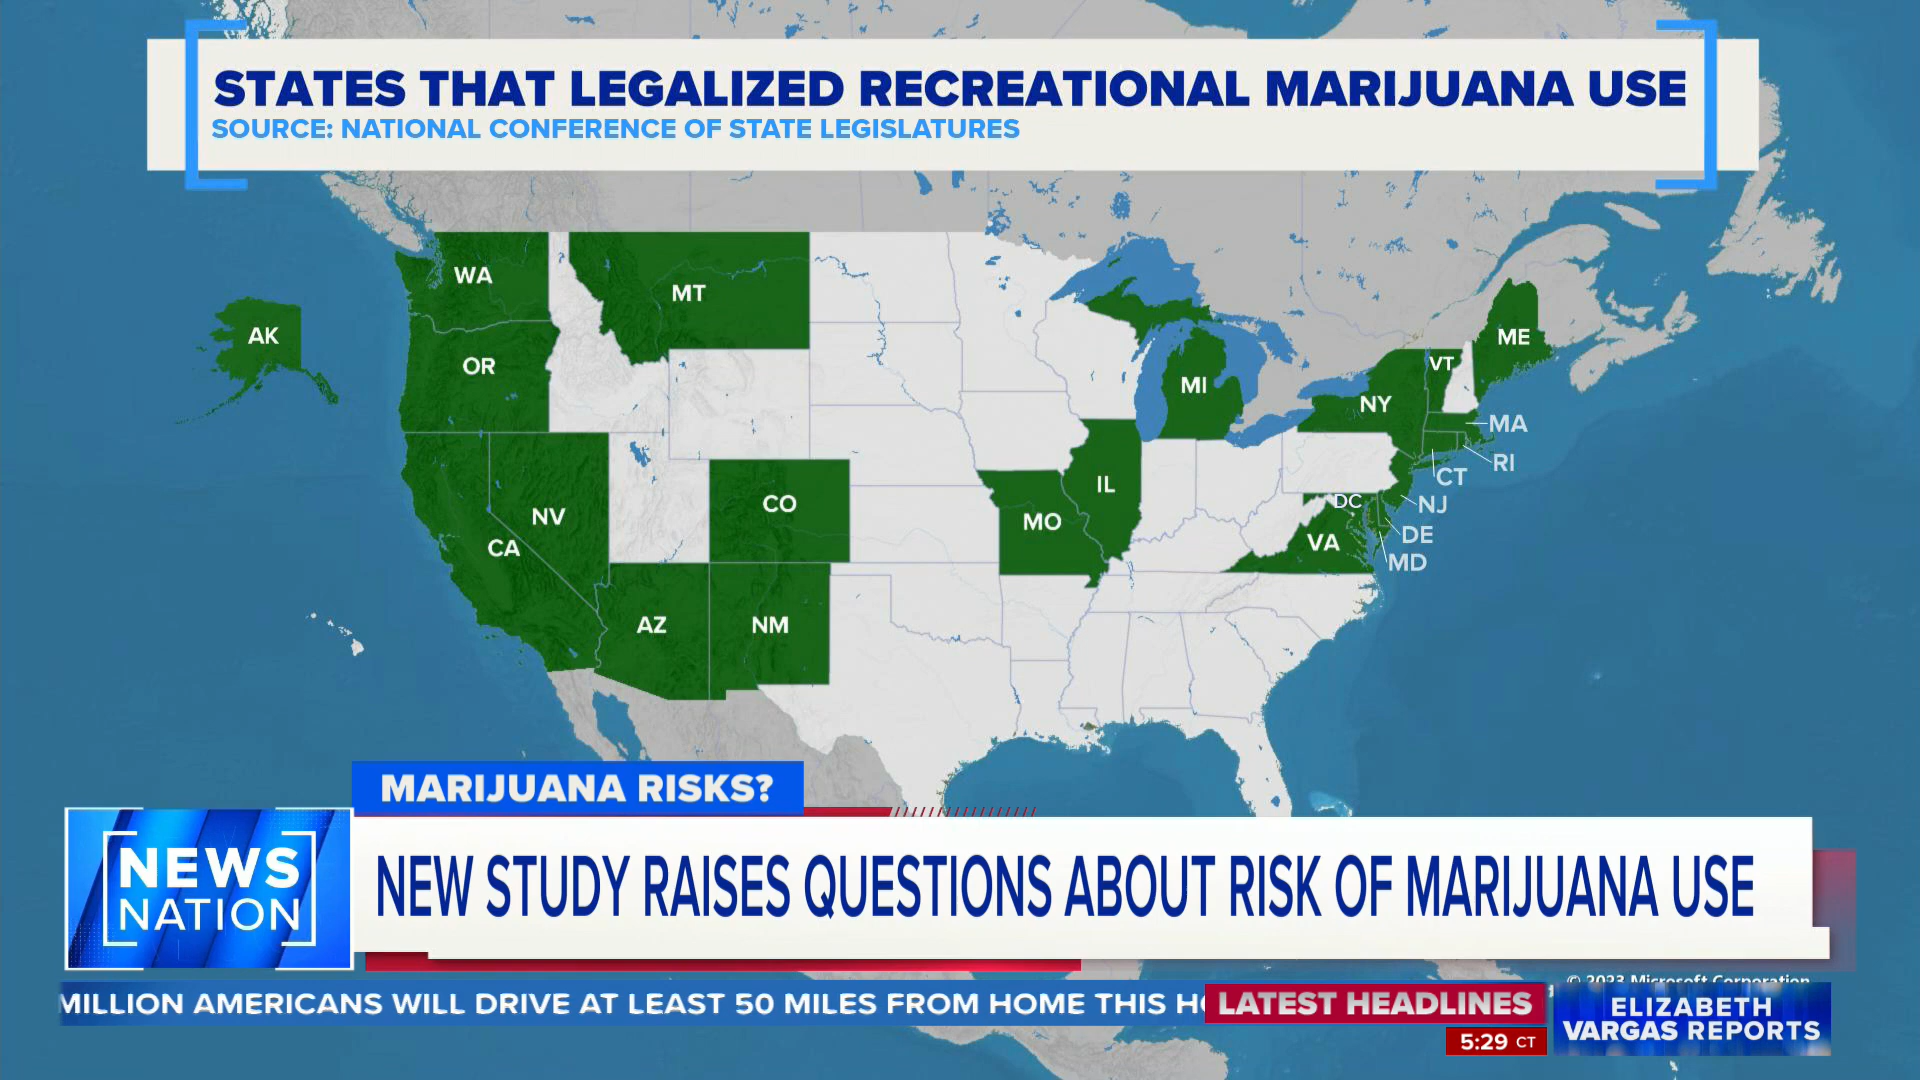 STATES THAT LEGALIZED RECREATIONAL MARIJUANA USE
SOURCE: NATIONAL CONFERENCE OF STATE LEGISLATURES
WA
MT
AK
OR
ME
VT
MI
NY
MA
RI
CT
IL
CO
NV
MO
DC
NJ
DE
VA
CA
MD
AZ
NM
MARIJUANA RISKS?
NEWS
NATION
NEW STUDY RAISES QUESTIONS ABOUT RISK OF MARIJUANA USE
© 2023 Microsoft Corporation
MILLION AMERICANS WILL DRIVE AT LEAST 50 MILES FROM HOME THIS
LATEST HEADLINES
ELIZABETH
VARGAS REPORTS
5:29 CT